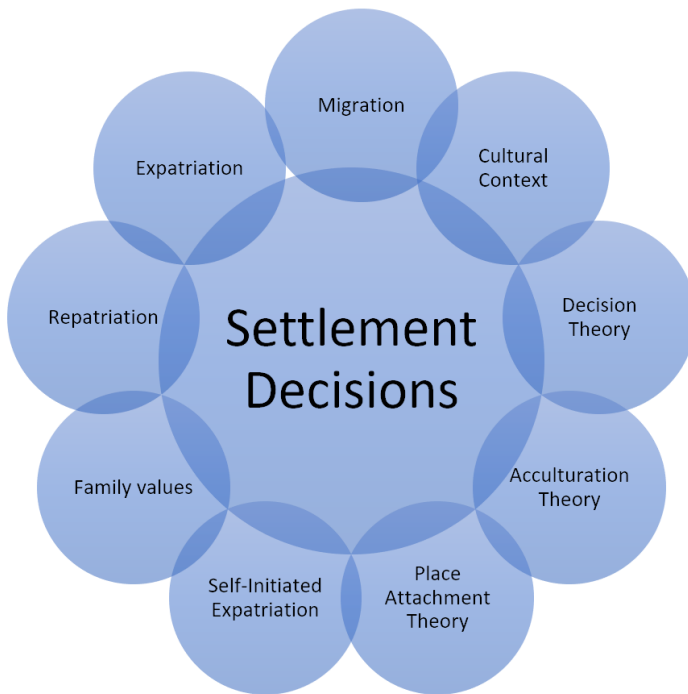 Migration
Cultural
Context
Decision
Theory
Acculturation
Theory
Place
Attachment
Theory
Self-Initiated
Expatriation
Family values
Repatriation
Expatriation
Settlement
Decisions